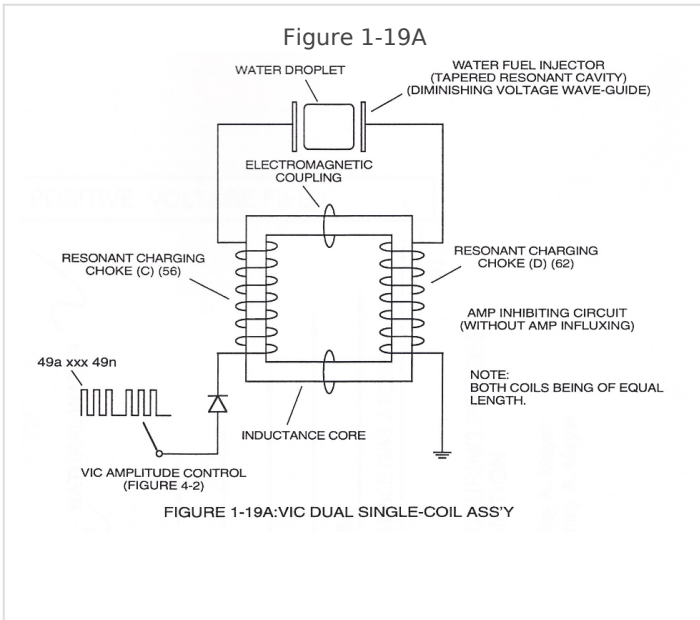 Figure 1-19A
WATER DROPLET
WATER FUEL INJECTOR
(TAPERED RESONANT CAVITY)
(DIMINISHING VOLTAGE WAVE-GUIDE)
ELECTROMAGNETIC
COUPLING
RESONANT CHARGING
CHOKE (C) (56)
RESONANT CHARGING
CHOKE (D) (62)
AMP INHIBITING CIRCUIT
(WITHOUT AMP INFLUXING)
49a xxx 49n
NOTE:
BOTH COILS BEING OF EQUAL
LENGTH.
INDUCTANCE CORE
VIC AMPLITUDE CONTROL
(FIGURE 4-2)
FIGURE 1-19A:VIC DUAL SINGLE-COIL ASS'Y